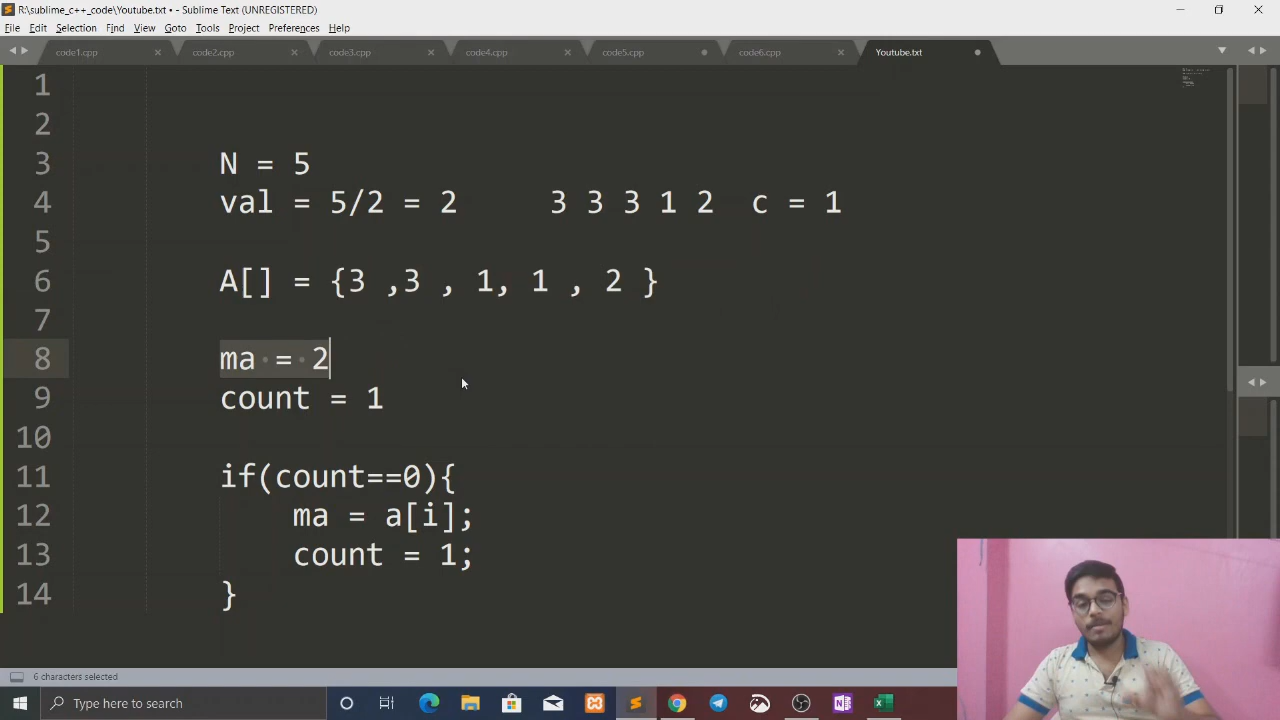 R:\sublime_c++_code\Youtube.txt • - Sublime Text (UNREGISTERED)
File Edit Selection Find View Goto Tools Project Preferences Help
code1.cpp code2.cpp code3.cpp code4.cpp code5.cpp code6.cpp Youtube.txt
1
2
3 N = 5
4 val = 5/2 = 2 3 3 3 1 2 c = 1
5
6 A[] = {3 ,3 , 1, 1 , 2 }
7
8 ma = 2
9 count = 1
10
11 if(count==0){
12 ma = a[i];
13 count = 1;
14 }
6 characters selected
Type here to search